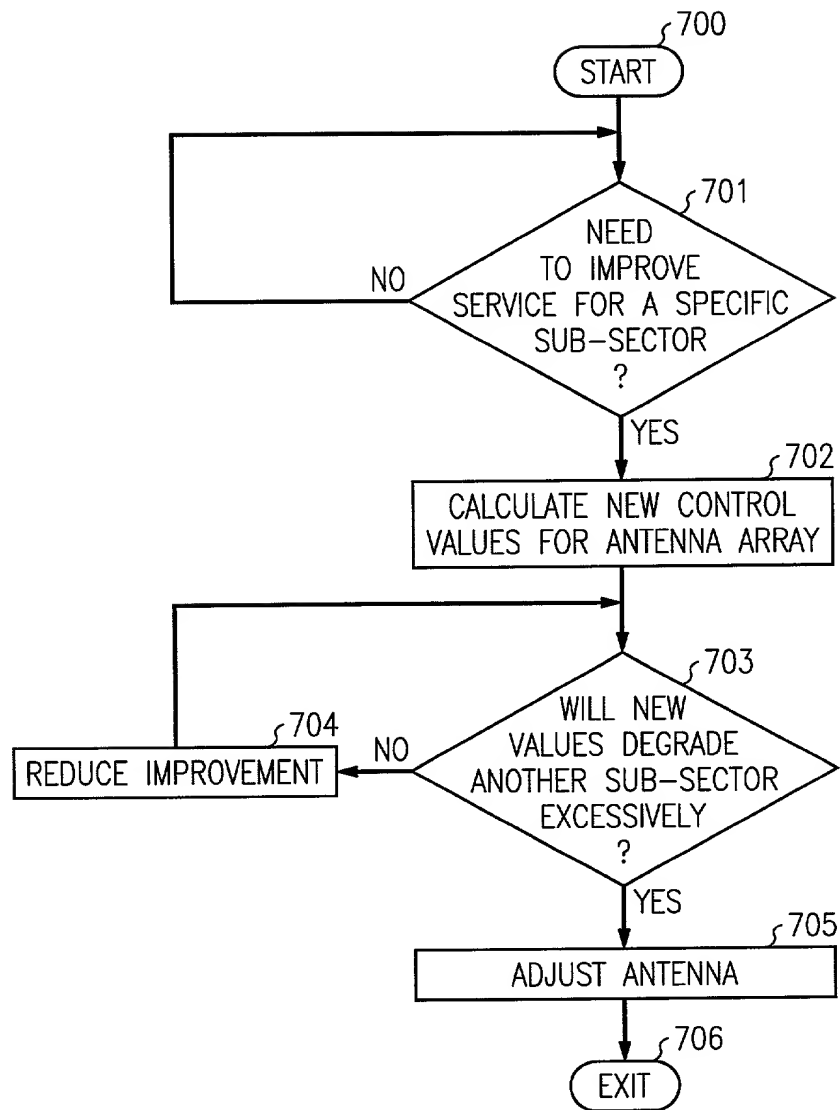 700
START
701
NEED
TO IMPROVE
SERVICE FOR A SPECIFIC
SUB-SECTOR
?
NO
YES
702
CALCULATE NEW CONTROL
VALUES FOR ANTENNA ARRAY
703
WILL NEW
VALUES DEGRADE
ANOTHER SUB-SECTOR
EXCESSIVELY
?
NO
704
REDUCE IMPROVEMENT
YES
705
ADJUST ANTENNA
706
EXIT